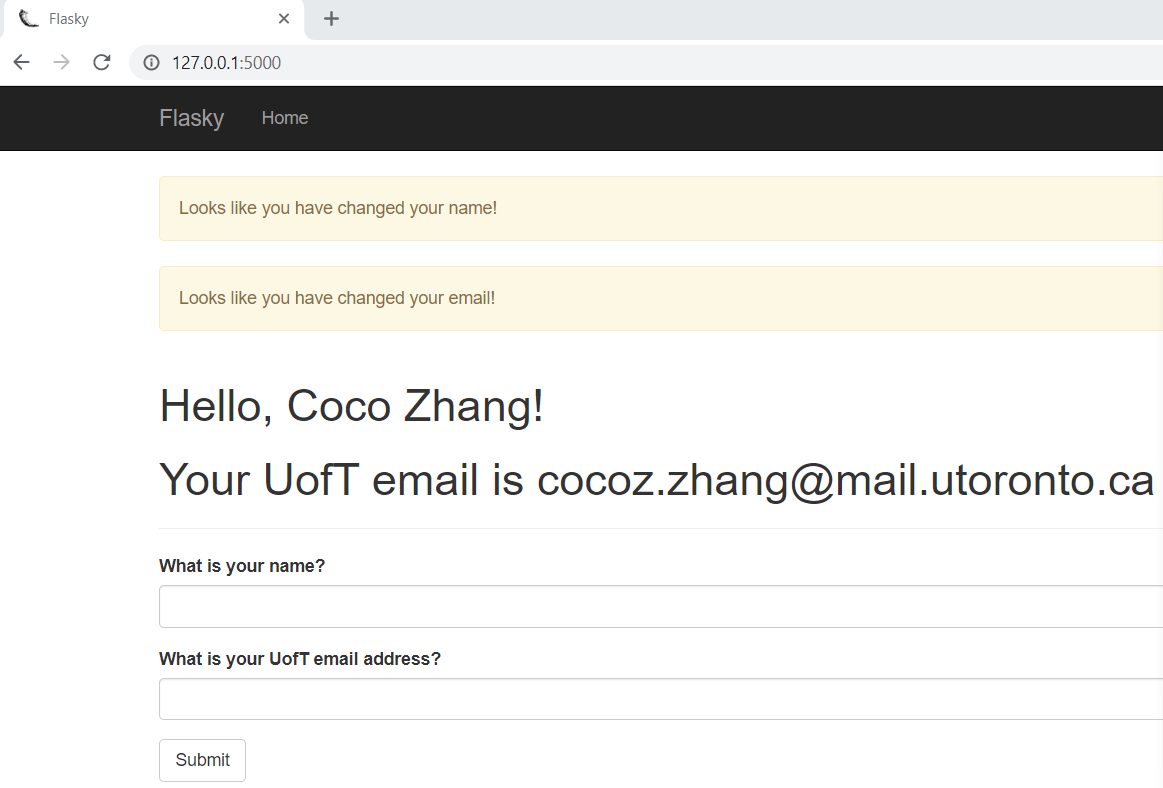 Flasky
127.0.0.1:5000
Flasky Home
Looks like you have changed your name!
Looks like you have changed your email!
Hello, Coco Zhang!
Your UofT email is cocoz.zhang@mail.utoronto.ca
What is your name?
What is your UofT email address?
Submit